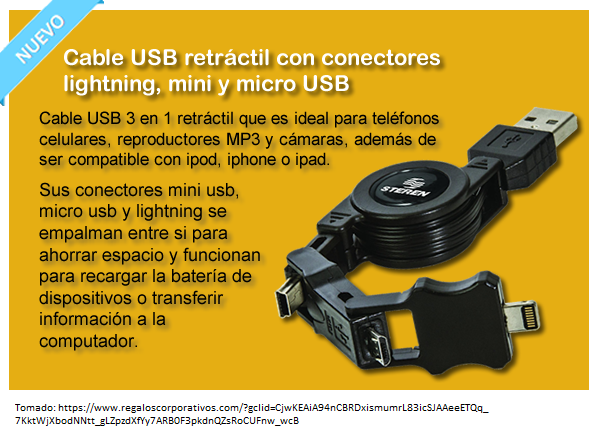 NUEVO
Cable USB retráctil con conectores
lightning, mini y micro USB
Cable USB 3 en 1 retráctil que es ideal para teléfonos
celulares, reproductores MP3 y cámaras, además de
ser compatible con ipod, iphone o ipad.
Sus conectores mini usb,
micro usb y lightning se
empalman entre si para
ahorrar espacio y funcionan
para recargar la batería de
dispositivos o transferir
información a la
computador.
STEREN
Tomado: https://www.regaloscorporativos.com/?gclid=CjwKEAiA94nCBRDxismumrL83icSJAAeeETQq_
7KktWjXbodNNtt_gLZpzdXfYy7ARB0F3pkdnQZsRoCUFnw_wcB